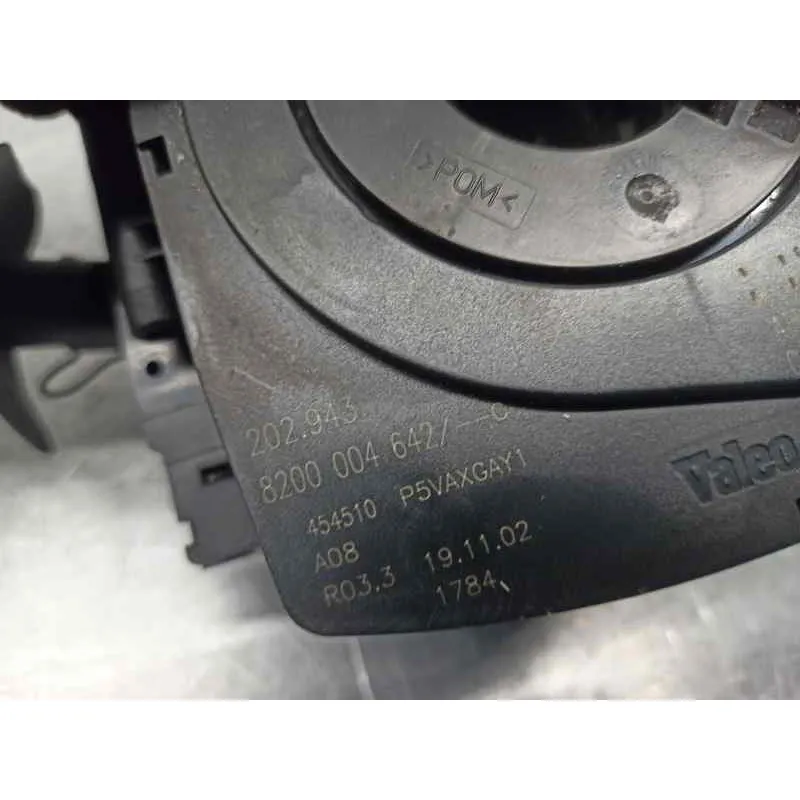 >POM<
202.943
8200 004 642/--C
Valeo
454510 P5VAXGAY1
A08 19.11.02
R03.3 1784